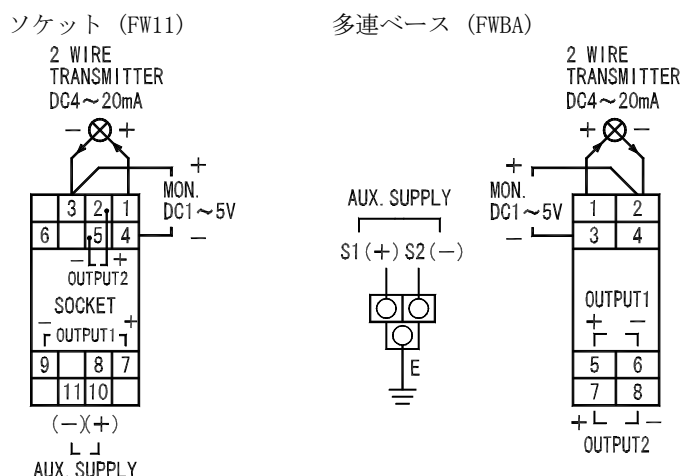 ソケット (FW11)
2 WIRE
TRANSMITTER
DC4～20mA
－ ＋
＋
MON.
DC1～5V
－
3 2 1
6 5 4
－ ＋
OUTPUT2
SOCKET
－ ＋
OUTPUT1
9 8 7
11 10
(－)(＋)
AUX. SUPPLY
多連ベース (FWBA)
AUX. SUPPLY
S1(＋) S2(－)
E
2 WIRE
TRANSMITTER
DC4～20mA
－ ＋
＋
MON.
DC1～5V
－
1 2
3 4
OUTPUT1
＋ －
5 6
7 8
＋ －
OUTPUT2